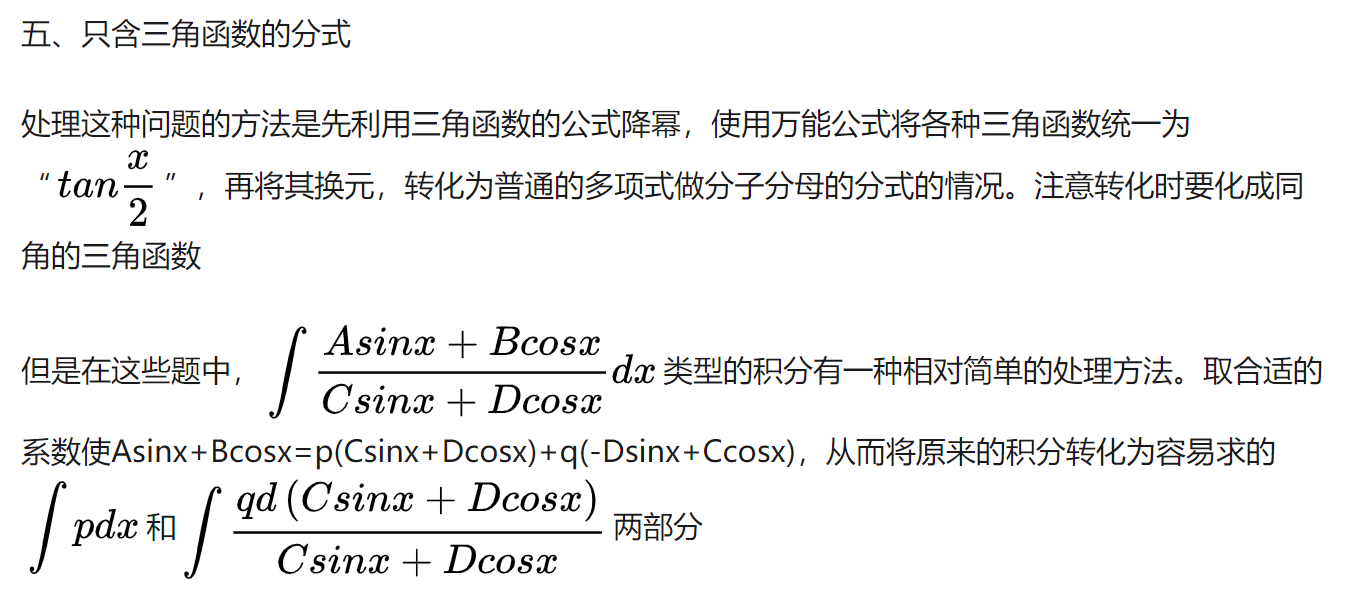 五、只含三角函数的分式
处理这种问题的方法是先利用三角函数的公式降幂，使用万能公式将各种三角函数统一为
“ $tan\frac{x}{2}$ ”，再将其换元，转化为普通的多项式做分子分母的分式的情况。注意转化时要化成同
角的三角函数
但是在这些题中， $\int \frac{Asinx+Bcosx}{Csinx+Dcosx}dx$ 类型的积分有一种相对简单的处理方法。取合适的
系数使Asinx+Bcosx=p(Csinx+Dcosx)+q(-Dsinx+Ccosx)，从而将原来的积分转化为容易求的
$\int pdx$ 和 $\int \frac{qd(Csinx+Dcosx)}{Csinx+Dcosx}$ 两部分